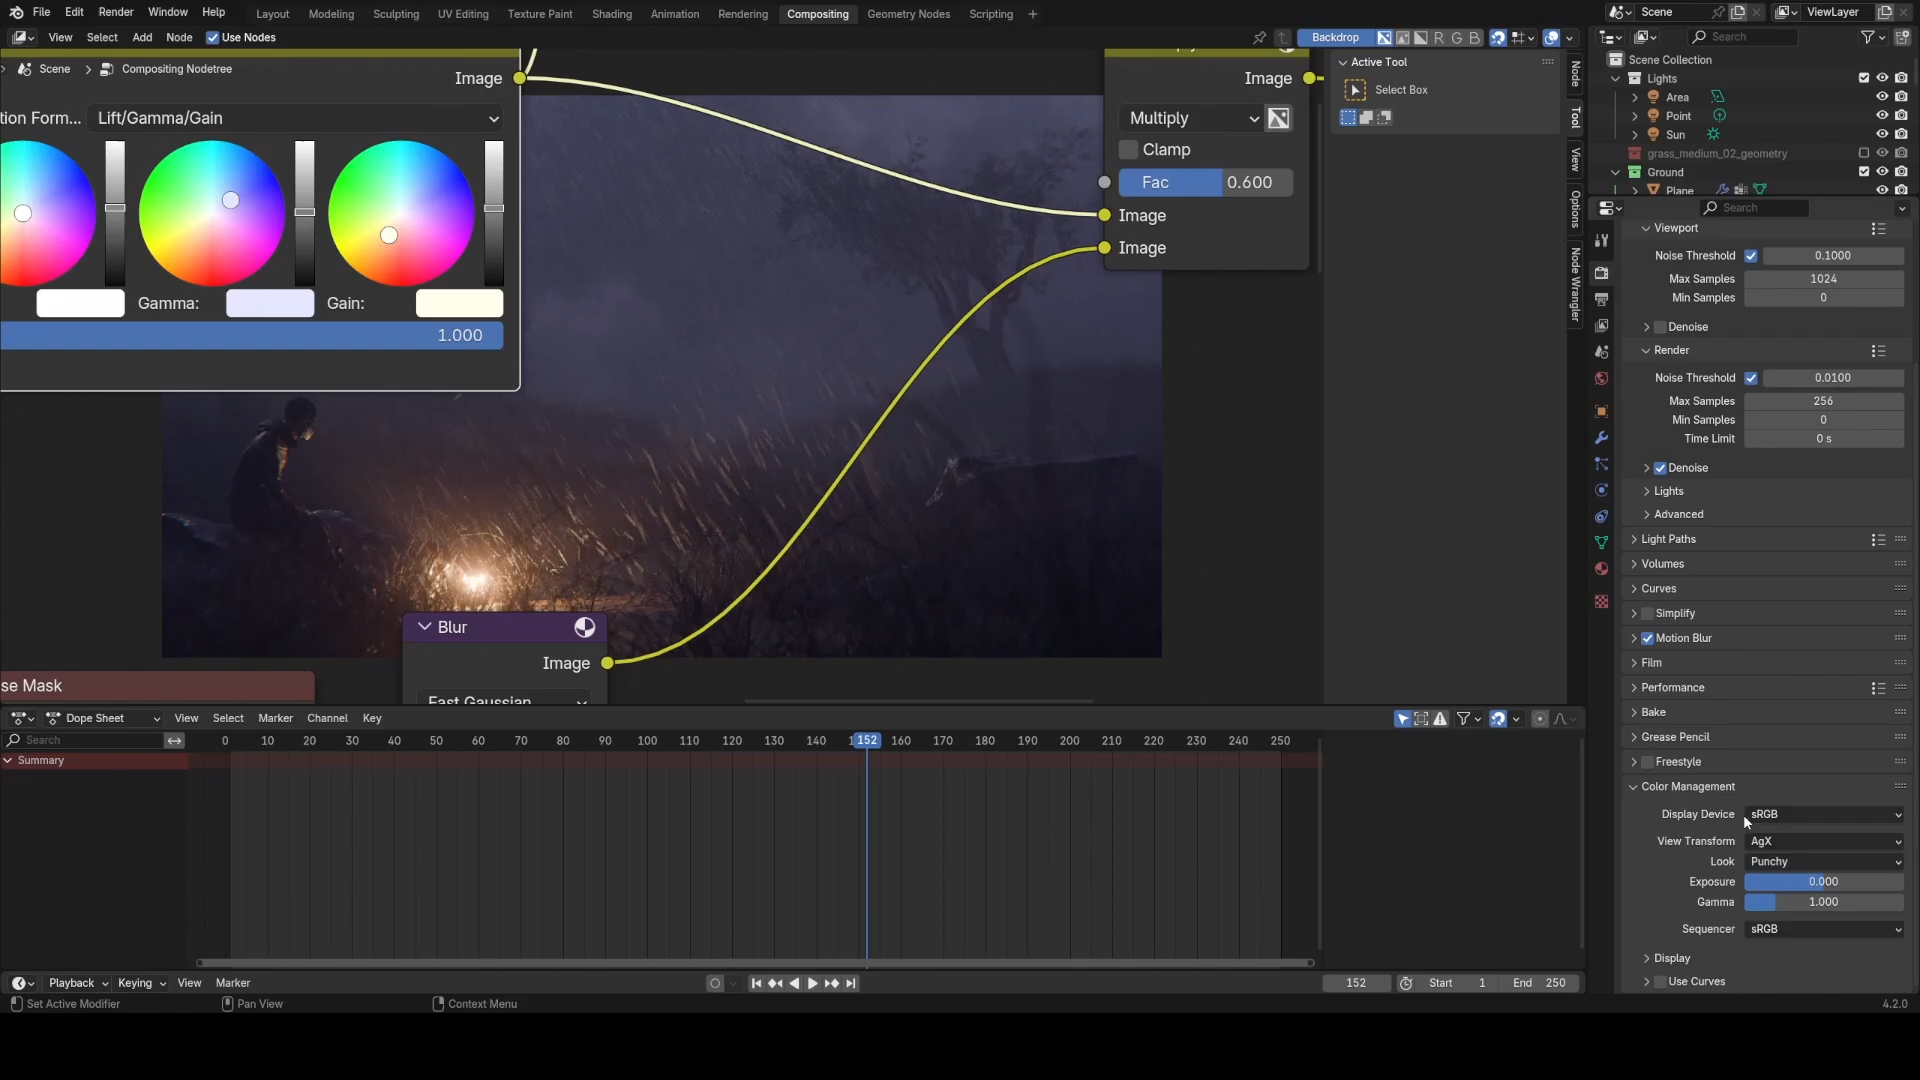 File Edit Render Window Help Layout Modeling Sculpting UV Editing Texture Paint Shading Animation Rendering Compositing Geometry Nodes Scripting + Scene ViewLayer
View Select Add Node Use Nodes Backdrop R G B Search
Scene > Compositing Nodetree
Image
tion Form... Lift/Gamma/Gain
Gamma: Gain:
1.000
Image
Multiply
Clamp
Fac 0.600
Image
Image
Blur
Image
Fast Gaussian
se Mask
Active Tool
Select Box
Node
Tool
View
Options
Node Wrangler
Scene Collection
Lights
Area
Point
Sun
grass_medium_02_geometry
Ground
Plane
Search
Viewport
Noise Threshold 0.1000
Max Samples 1024
Min Samples 0
Denoise
Render
Noise Threshold 0.0100
Max Samples 256
Min Samples 0
Time Limit 0 s
Denoise
Lights
Advanced
Light Paths
Volumes
Curves
Simplify
Motion Blur
Film
Performance
Bake
Grease Pencil
Freestyle
Color Management
Display Device sRGB
View Transform AgX
Look Punchy
Exposure 0.000
Gamma 1.000
Sequencer sRGB
Display
Use Curves
Dope Sheet View Select Marker Channel Key
Search 0 10 20 30 40 50 60 70 80 90 100 110 120 130 140 152 160 170 180 190 200 210 220 230 240 250
Summary
Playback Keying View Marker 152 Start 1 End 250
Set Active Modifier Pan View Context Menu 4.2.0